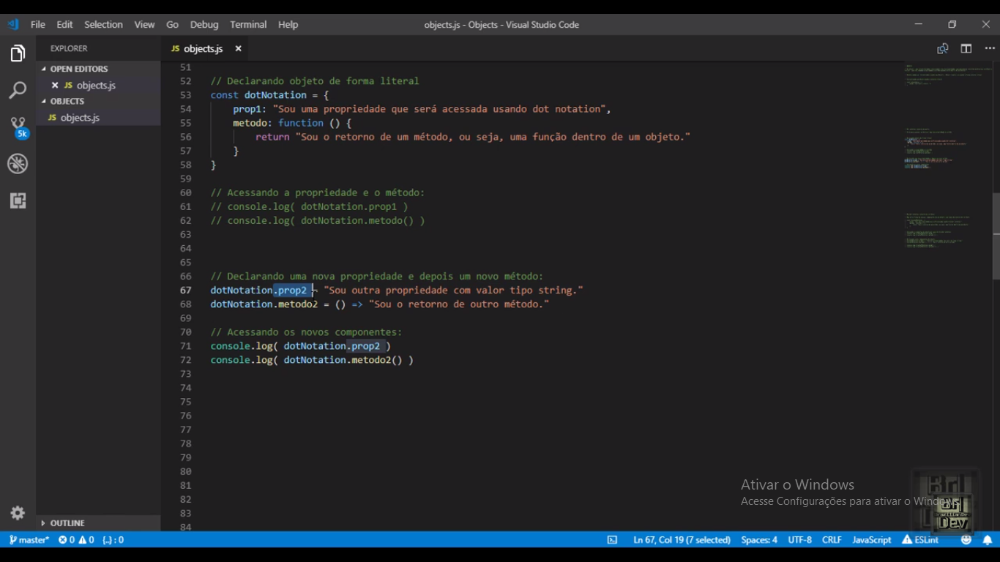 File Edit Selection View Go Debug Terminal Help
objects.js - Objects - Visual Studio Code
EXPLORER
OPEN EDITORS
JS objects.js
OBJECTS
JS objects.js
5k
OUTLINE
JS objects.js
51
52 // Declarando objeto de forma literal
53 const dotNotation = {
54 prop1: "Sou uma propriedade que será acessada usando dot notation",
55 metodo: function () {
56 return "Sou o retorno de um método, ou seja, uma função dentro de um objeto."
57 }
58 }
59
60 // Acessando a propriedade e o método:
61 // console.log( dotNotation.prop1 )
62 // console.log( dotNotation.metodo() )
63
64
65
66 // Declarando uma nova propriedade e depois um novo método:
67 dotNotation.prop2 = "Sou outra propriedade com valor tipo string."
68 dotNotation.metodo2 = () => "Sou o retorno de outro método."
69
70 // Acessando os novos componentes:
71 console.log( dotNotation.prop2 )
72 console.log( dotNotation.metodo2() )
73
74
75
76
77
78
79
80
81
82
83
84
Ativar o Windows
Acesse Configurações para ativar o Windows
Brl
Dev
master* 0 0 {..} : 0
Ln 67, Col 19 (7 selected) Spaces: 4 UTF-8 CRLF JavaScript ESLint